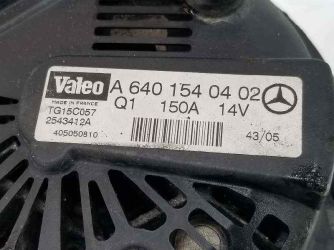 Valeo A 640 154 04 02
MADE IN FRANCE
TG15C057 Q1 150A 14V
2543412A
405050810 43/05